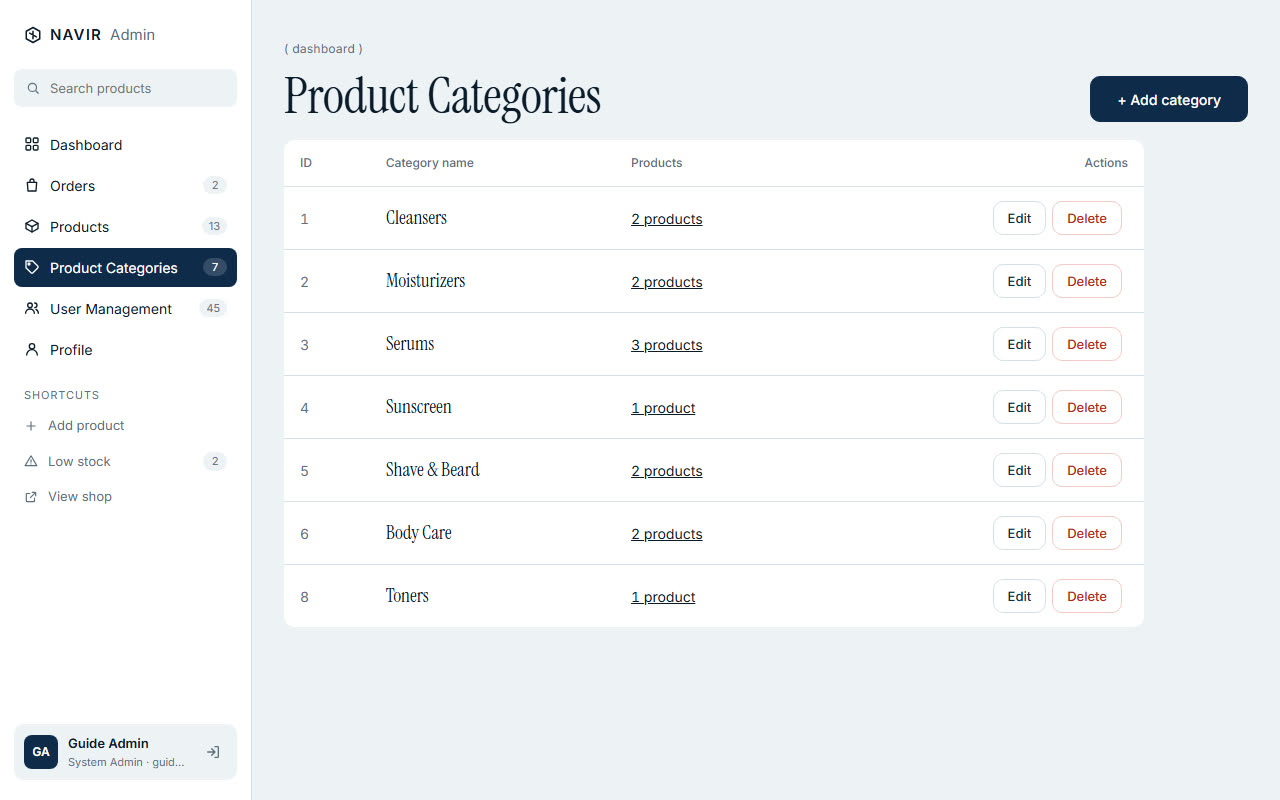 NAVIR Admin
Search products
Dashboard
Orders 2
Products 13
Product Categories 7
User Management 45
Profile
SHORTCUTS
+ Add product
Low stock 2
View shop
GA
Guide Admin
System Admin · guid...
( dashboard )
Product Categories
+ Add category
ID Category name Products Actions
1 Cleansers 2 products Edit Delete
2 Moisturizers 2 products Edit Delete
3 Serums 3 products Edit Delete
4 Sunscreen 1 product Edit Delete
5 Shave & Beard 2 products Edit Delete
6 Body Care 2 products Edit Delete
8 Toners 1 product Edit Delete